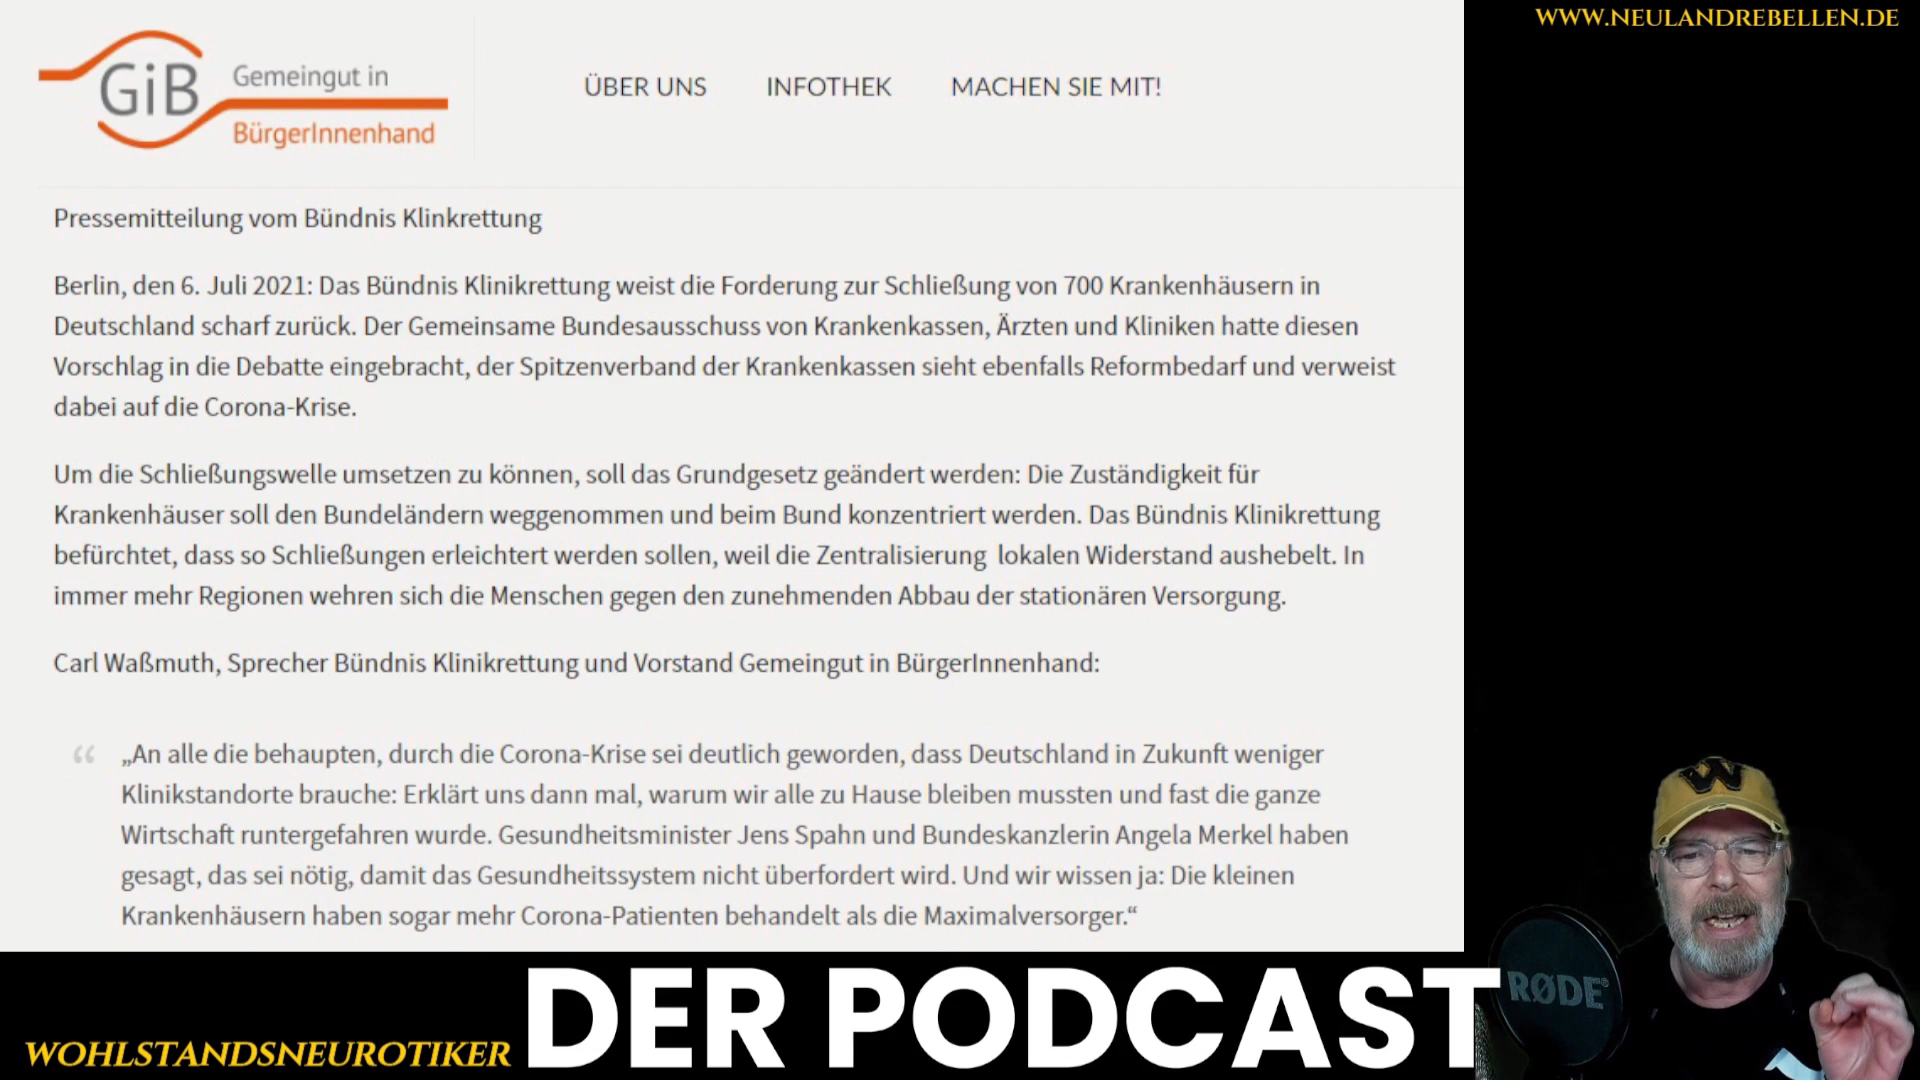 WWW.NEULANDREBELLEN.DE
GiB
Gemeingut in
BürgerInnenhand
ÜBER UNS
INFOTHEK
MACHEN SIE MIT!
Pressemitteilung vom Bündnis Klinkrettung
Berlin, den 6. Juli 2021: Das Bündnis Klinikrettung weist die Forderung zur Schließung von 700 Krankenhäusern in
Deutschland scharf zurück. Der Gemeinsame Bundesausschuss von Krankenkassen, Ärzten und Kliniken hatte diesen
Vorschlag in die Debatte eingebracht, der Spitzenverband der Krankenkassen sieht ebenfalls Reformbedarf und verweist
dabei auf die Corona-Krise.
Um die Schließungswelle umsetzen zu können, soll das Grundgesetz geändert werden: Die Zuständigkeit für
Krankenhäuser soll den Bundeländern weggenommen und beim Bund konzentriert werden. Das Bündnis Klinikrettung
befürchtet, dass so Schließungen erleichtert werden sollen, weil die Zentralisierung lokalen Widerstand aushebelt. In
immer mehr Regionen wehren sich die Menschen gegen den zunehmenden Abbau der stationären Versorgung.
Carl Waßmuth, Sprecher Bündnis Klinikrettung und Vorstand Gemeingut in BürgerInnenhand:
„An alle die behaupten, durch die Corona-Krise sei deutlich geworden, dass Deutschland in Zukunft weniger
Klinikstandorte brauche: Erklärt uns dann mal, warum wir alle zu Hause bleiben mussten und fast die ganze
Wirtschaft runtergefahren wurde. Gesundheitsminister Jens Spahn und Bundeskanzlerin Angela Merkel haben
gesagt, das sei nötig, damit das Gesundheitssystem nicht überfordert wird. Und wir wissen ja: Die kleinen
Krankenhäusern haben sogar mehr Corona-Patienten behandelt als die Maximalversorger.“
W
RØDE
WOHLSTANDSNEUROTIKER
DER PODCAST